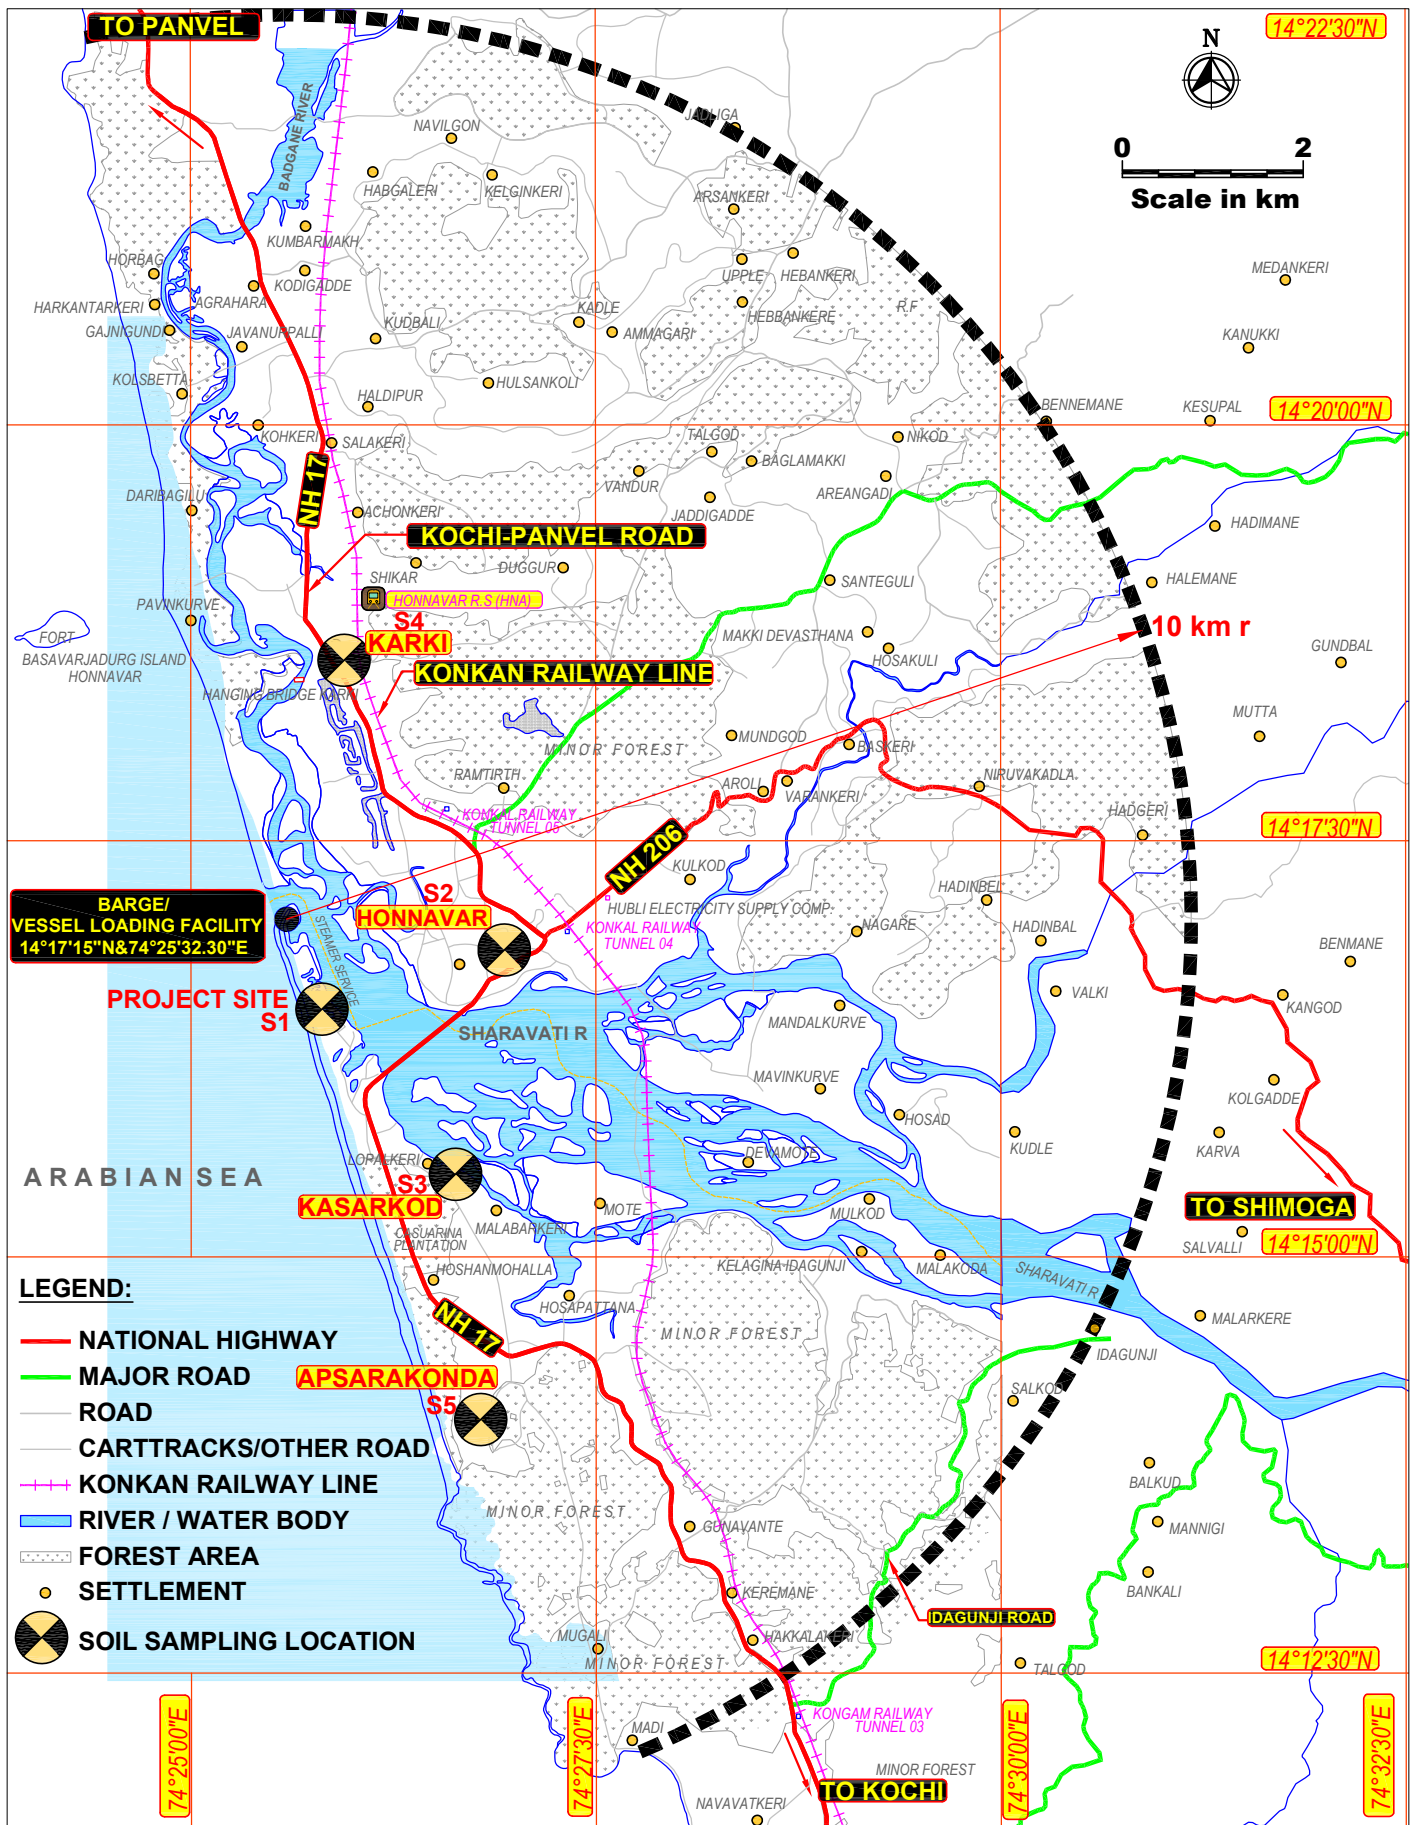 TO PANVEL
14°22'30"N
N
0 2
Scale in km
BADGANE RIVER
NAVILGON
JADLIGA
HABGALERI
KELGINKERI
ARSANKERI
KUMBARMAKH
HORBAG
KODIGADDE
UPPLE
HEBANKERI
MEDANKERI
HARKANTARKERI
AGRAHARA
KADLE
HEBBANKERE
R.F
GAJNIGUNDI
JAVANURPALLI
KUDBALI
AMMAGARI
KANUKKI
KOLSBETTA
HALDIPUR
HULSANKOLI
BENNEMANE
KESUPAL
14°20'00"N
KOHKERI
SALAKERI
TALGOD
NIKOD
BAGLAMAKKI
VANDUR
AREANGADI
DARIBAGILU
NH 17
ACHONKERI
JADDIGADDE
HADIMANE
KOCHI-PANVEL ROAD
SHIKAR
DUGGUR
SANTEGULI
HALEMANE
HONNAVAR R.S (HNA)
PAVINKURVE
S4
KARKI
10 km r
FORT
MAKKI DEVASTHANA
HOSAKULI
GUNDBAL
BASAVARJADURG ISLAND
HONNAVAR
KONKAN RAILWAY LINE
HANGING BRIDGE KARKI
MUTTA
MINOR FOREST
MUNDGOD
BASKERI
RAMTIRTH
AROLI
VARANKERI
NIRUVAKADLA
KONKAL RAILWAY
TUNNEL 05
HADGERI
14°17'30"N
NH 206
KULKOD
HADINBEL
BARGE/
VESSEL LOADING FACILITY
14°17'15"N&74°25'32.30"E
S2
HONNAVAR
HUBLI ELECTRICITY SUPPLY COMP.
KONKAL RAILWAY
TUNNEL 04
NAGARE
HADINBAL
BENMANE
STEAMER SERVICE
PROJECT SITE
S1
VALKI
KANGOD
SHARAVATI R
MANDALKURVE
MAVINKURVE
KOLGADDE
HOSAD
KUDLE
KARVA
LOPALKERI
DEVAMOTE
ARABIAN SEA
S3
KASARKOD
MOTE
MULKOD
TO SHIMOGA
MALABARKERI
CASUARINA
PLANTATION
SALVALLI
14°15'00"N
HOSHANMOHALLA
KELAGINA IDAGUNJI
MALAKODA
SHARAVATI R
LEGEND:
HOSAPATTANA
NH 17
MINOR FOREST
MALARKERE
NATIONAL HIGHWAY
IDAGUNJI
MAJOR ROAD
APSARAKONDA
S5
SALKOD
ROAD
CARTTRACKS/OTHER ROAD
KONKAN RAILWAY LINE
BALKUD
MINOR FOREST
RIVER / WATER BODY
GUNAVANTE
MANNIGI
FOREST AREA
SETTLEMENT
KEREMANE
BANKALI
IDAGUNJI ROAD
SOIL SAMPLING LOCATION
MUGALI
HAKKALAKERI
MINOR FOREST
TALGOD
14°12'30"N
74°25'00"E
74°27'30"E
74°30'00"E
74°32'30"E
KONGAM RAILWAY
TUNNEL 03
MADI
MINOR FOREST
TO KOCHI
NAVAVATKERI